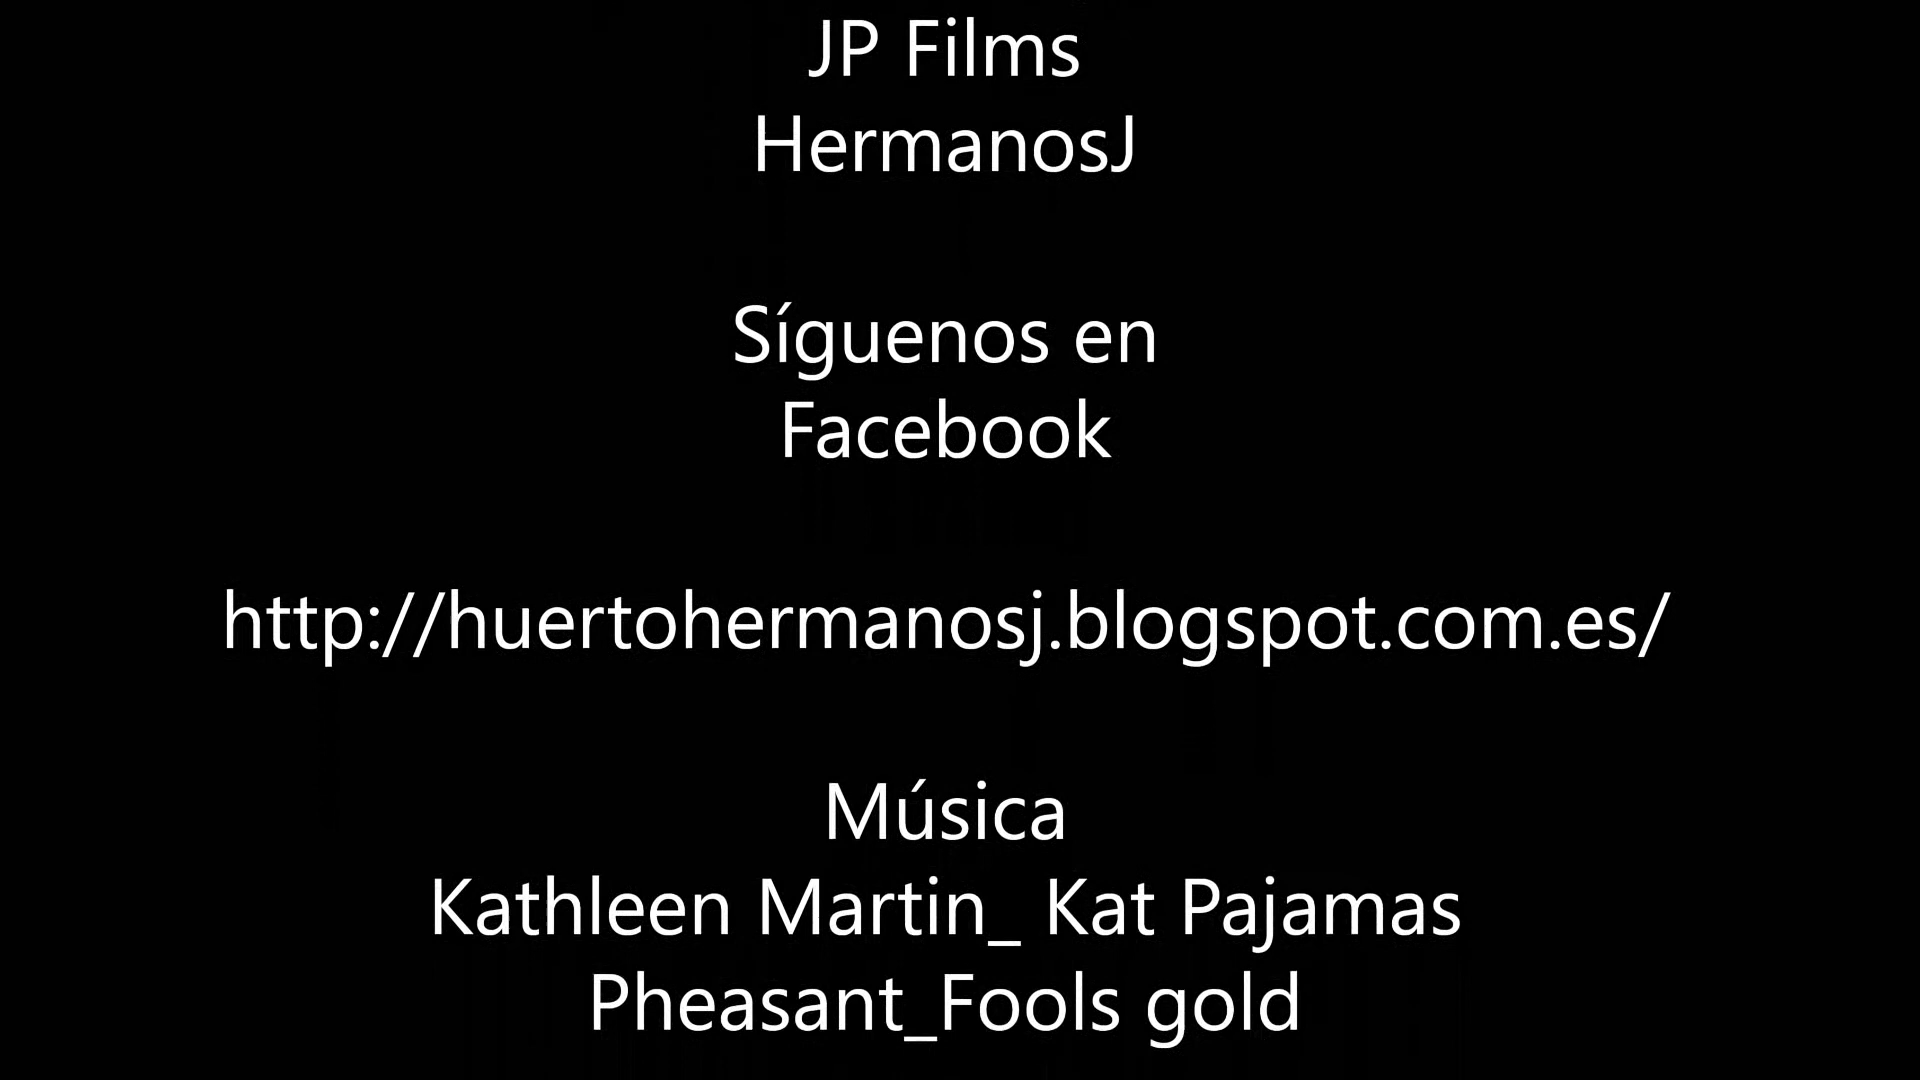 JP Films
HermanosJ
Síguenos en
Facebook
http://huertohermanosj.blogspot.com.es/
Música
Kathleen Martin_ Kat Pajamas
Pheasant_Fools gold